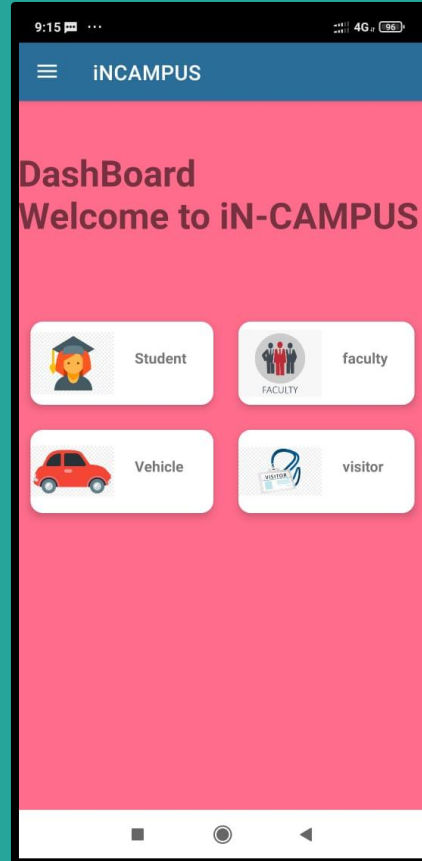 9:15 ···
4G 96
iNCAMPUS
DashBoard
Welcome to iN-CAMPUS
Student
FACULTY
faculty
Vehicle
VISITOR
visitor